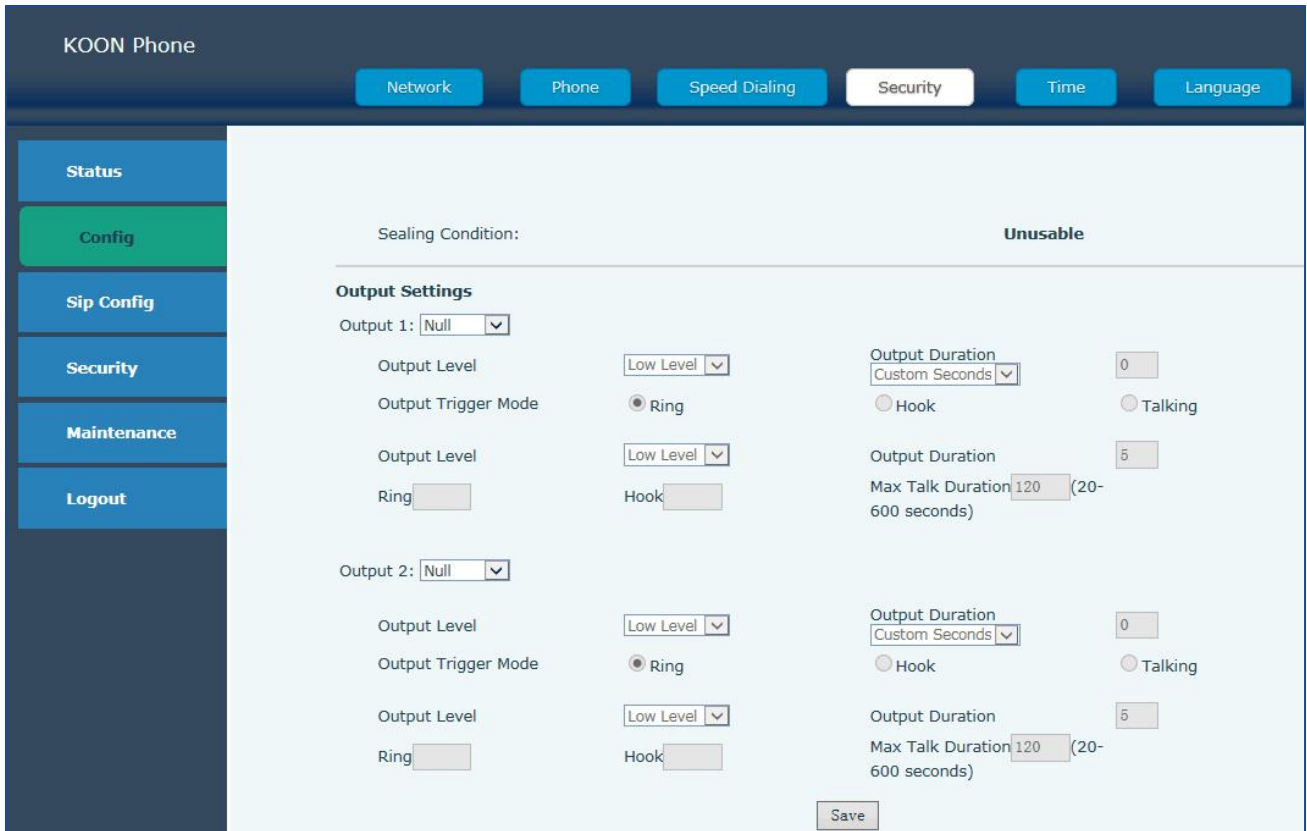 KOON Phone
Network Phone Speed Dialing Security Time Language
Status
Config
Sip Config
Security
Maintenance
Logout
Sealing Condition: Unusable
Output Settings
Output 1: Null
Output Level Low Level Output Duration Custom Seconds 0
Output Trigger Mode Ring Hook Talking
Output Level Low Level Output Duration 5
Ring Hook Max Talk Duration 120 (20-
600 seconds)
Output 2: Null
Output Level Low Level Output Duration Custom Seconds 0
Output Trigger Mode Ring Hook Talking
Output Level Low Level Output Duration 5
Ring Hook Max Talk Duration 120 (20-
600 seconds)
Save